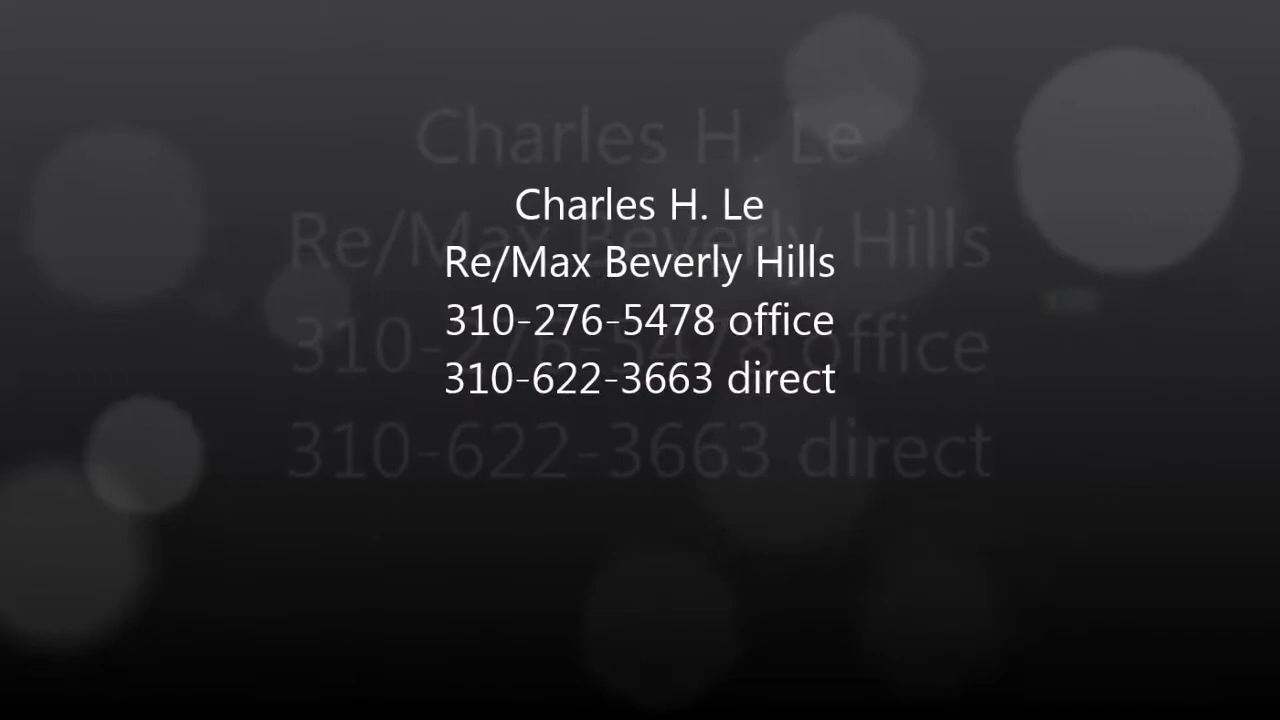 Charles H. Le
Re/Max Beverly Hills
310-276-5478 office
310-622-3663 direct